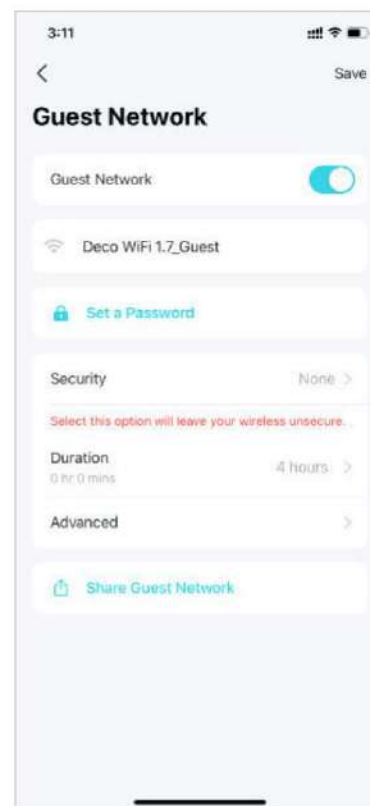 3:11
Save
Guest Network
Guest Network
Deco WiFi 1.7_Guest
Set a Password
Security None
Select this option will leave your wireless unsecure.
Duration 4 hours
0 hr 0 mins
Advanced
Share Guest Network